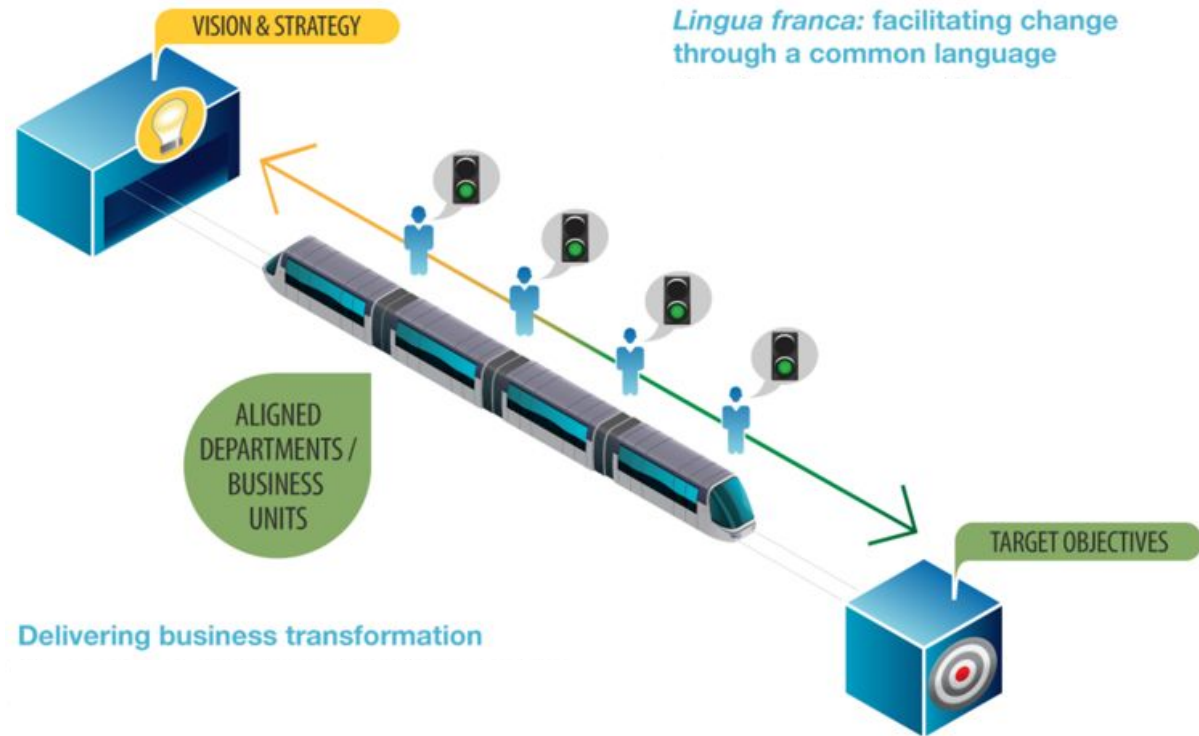 VISION & STRATEGY
Lingua franca: facilitating change
through a common language
ALIGNED
DEPARTMENTS /
BUSINESS
UNITS
TARGET OBJECTIVES
Delivering business transformation